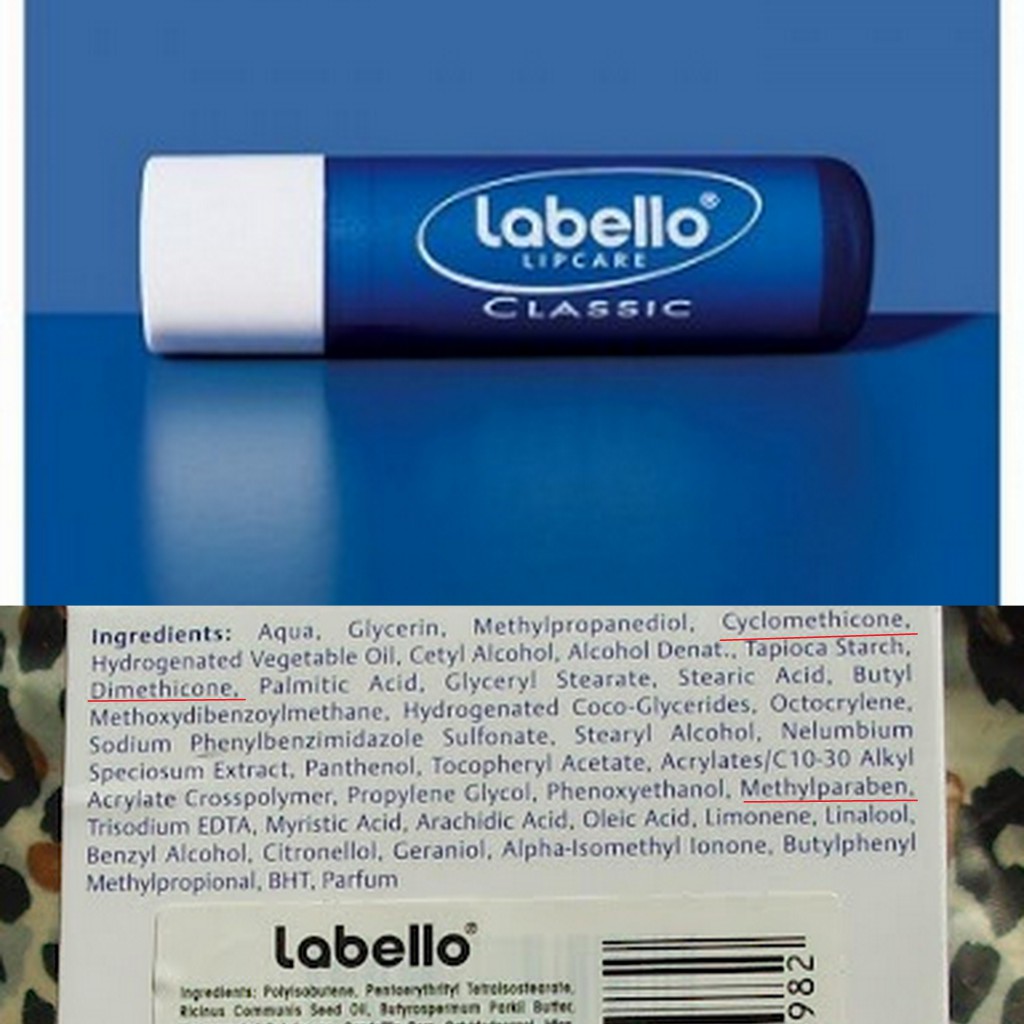 Labello®
LIPCARE
CLASSIC
Ingredients: Aqua, Glycerin, Methylpropanediol, Cyclomethicone,
Hydrogenated Vegetable Oil, Cetyl Alcohol, Alcohol Denat., Tapioca Starch,
Dimethicone, Palmitic Acid, Glyceryl Stearate, Stearic Acid, Butyl
Methoxydibenzoylmethane, Hydrogenated Coco-Glycerides, Octocrylene,
Sodium Phenylbenzimidazole Sulfonate, Stearyl Alcohol, Nelumbium
Speciosum Extract, Panthenol, Tocopheryl Acetate, Acrylates/C10-30 Alkyl
Acrylate Crosspolymer, Propylene Glycol, Phenoxyethanol, Methylparaben,
Trisodium EDTA, Myristic Acid, Arachidic Acid, Oleic Acid, Limonene, Linalool,
Benzyl Alcohol, Citronellol, Geraniol, Alpha-Isomethyl Ionone, Butylphenyl
Methylpropional, BHT, Parfum
Labello®
Ingredients: Polyisobutene, Pentaerythrityl Tetraisostearate,
Ricinus Communis Seed Oil, Butyrospermum Parkii Butter,
982